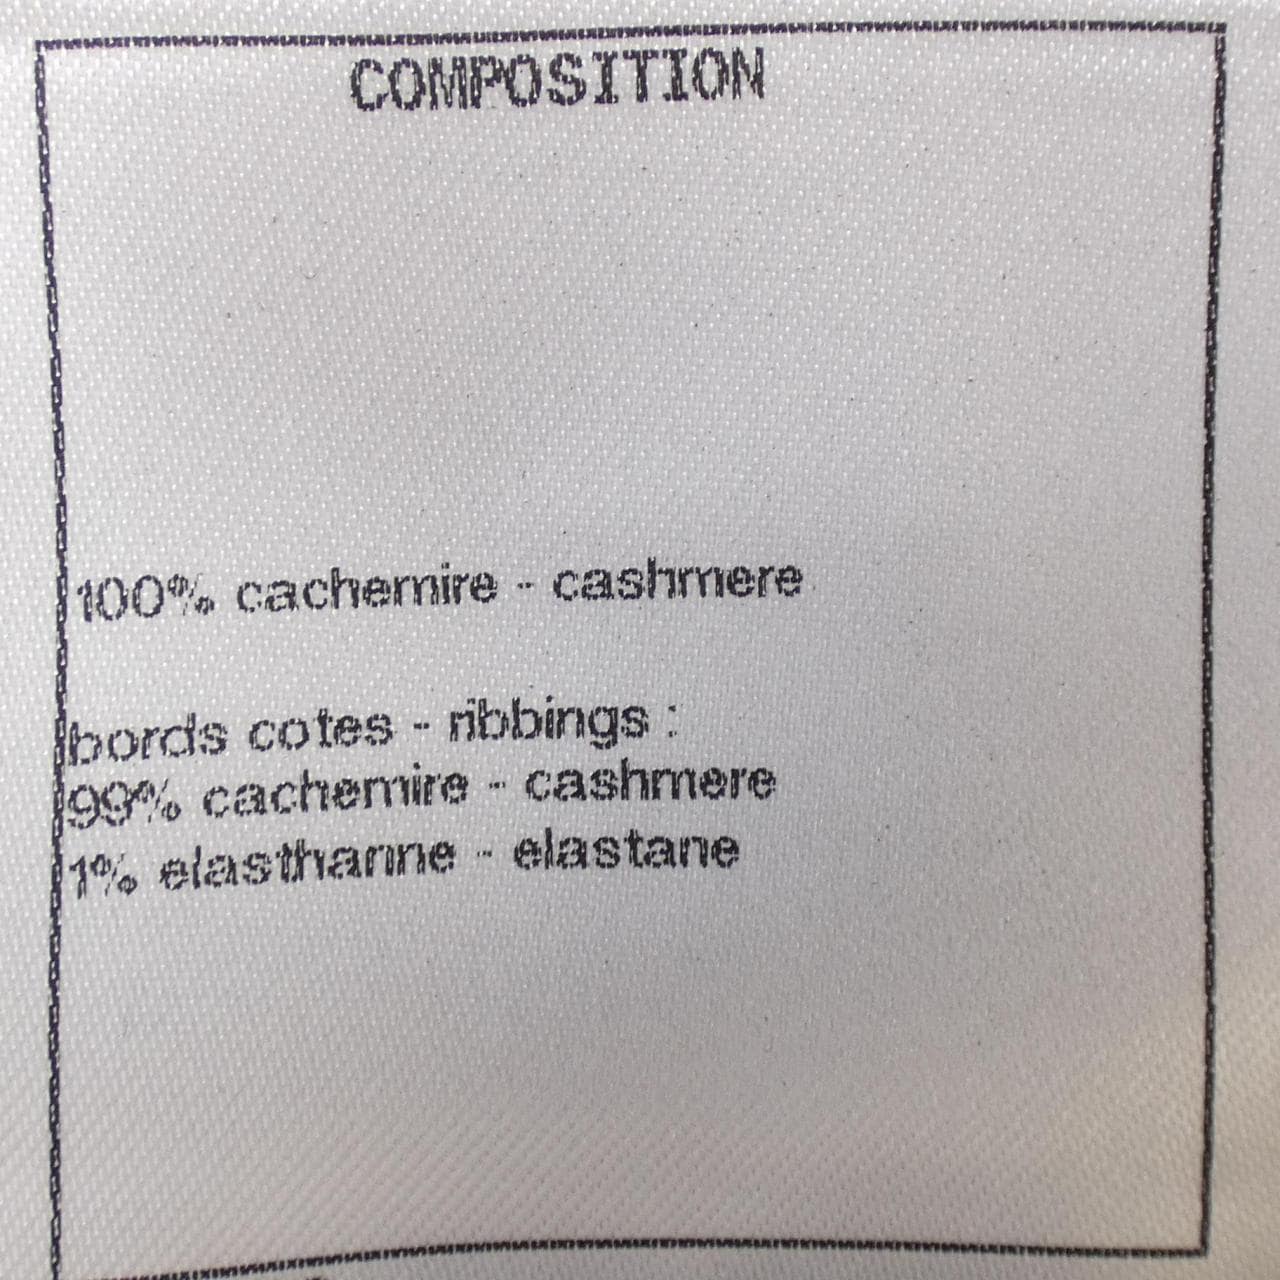 COMPOSITION
100% cachemire - cashmere
bords cotes - ribbings :
99% cachemire - cashmere
1% elasthanne - elastane